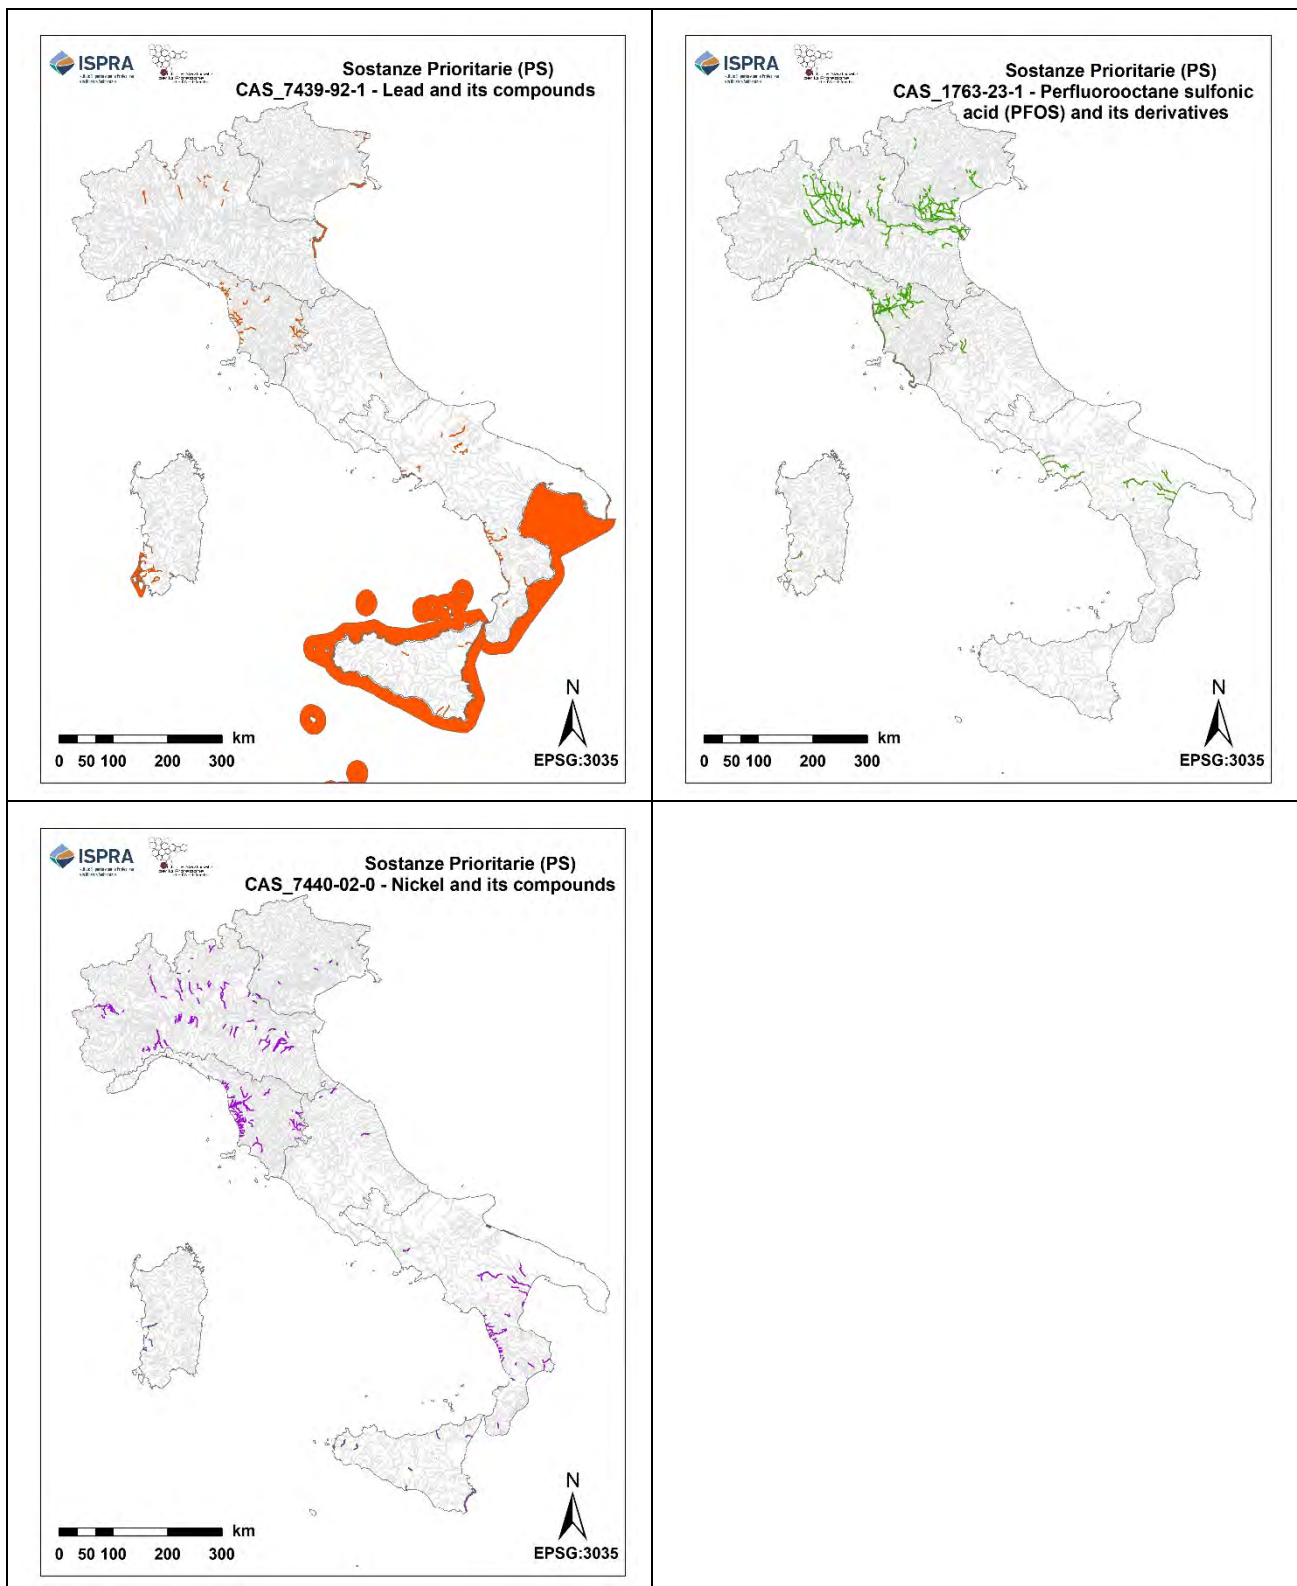 ISPRA
Sostanze Prioritarie (PS)
CAS_7439-92-1 - Lead and its compounds
N
km
0 50 100 200 300
EPSG:3035
ISPRA
Sostanze Prioritarie (PS)
CAS_1763-23-1 - Perfluorooctane sulfonic
acid (PFOS) and its derivatives
N
km
0 50 100 200 300
EPSG:3035
ISPRA
Sostanze Prioritarie (PS)
CAS_7440-02-0 - Nickel and its compounds
N
km
0 50 100 200 300
EPSG:3035